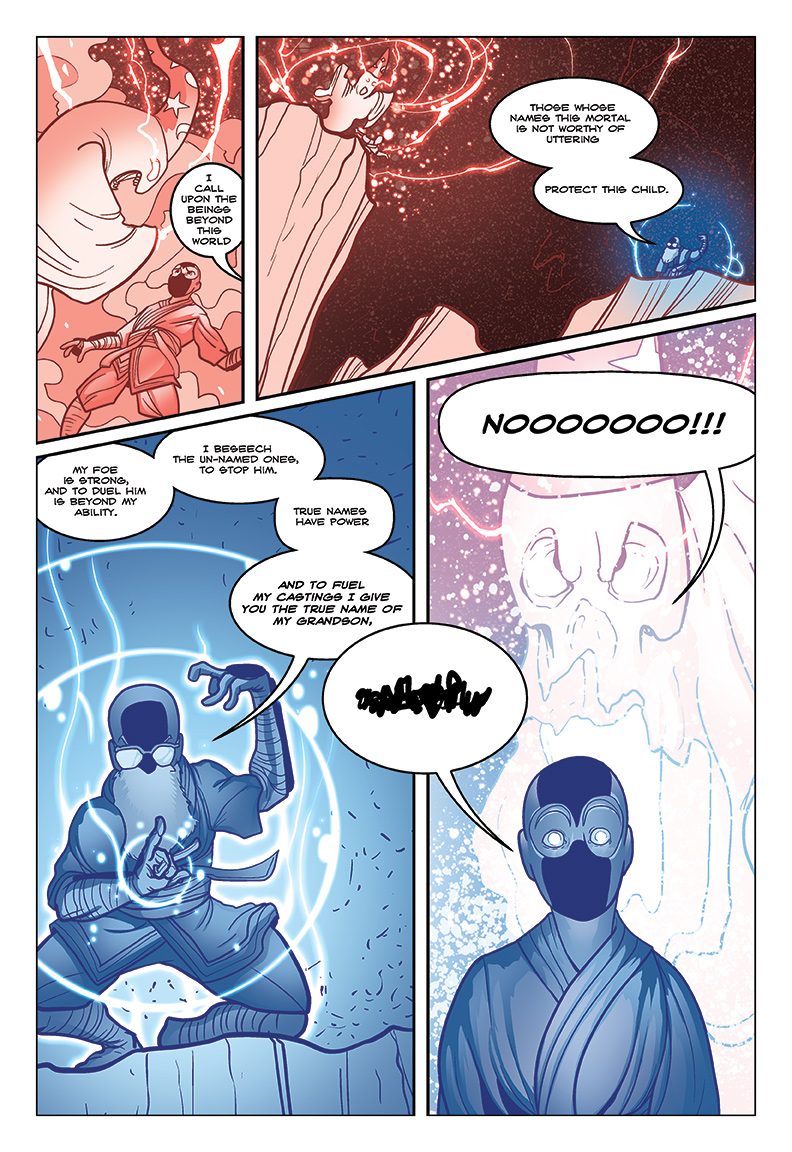 I
CALL
UPON THE
BEINGS
BEYOND
THIS
WORLD
THOSE WHOSE
NAMES THIS MORTAL
IS NOT WORTHY OF
UTTERING
PROTECT THIS CHILD.
MY FOE
IS STRONG,
AND TO DUEL HIM
IS BEYOND MY
ABILITY.
I BESEECH
THE UN-NAMED ONES,
TO STOP HIM.
TRUE NAMES
HAVE POWER
AND TO FUEL
MY CASTINGS I GIVE
YOU THE TRUE NAME OF
MY GRANDSON,
NOOOOOOO!!!